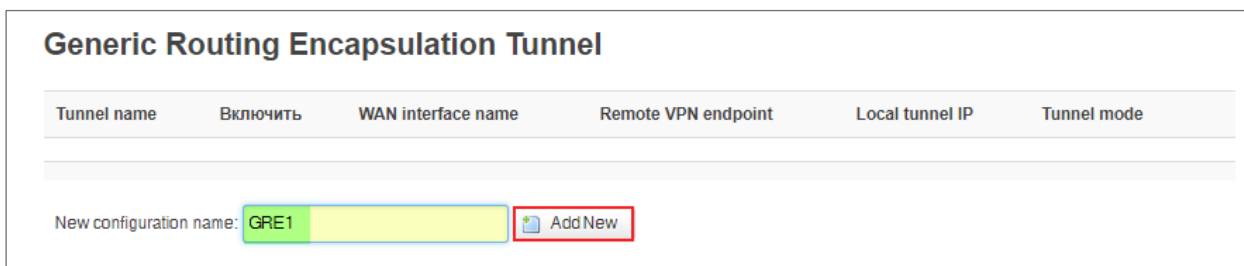 Generic Routing Encapsulation Tunnel
Tunnel name Включить WAN interface name Remote VPN endpoint Local tunnel IP Tunnel mode
New configuration name: GRE1 Add New